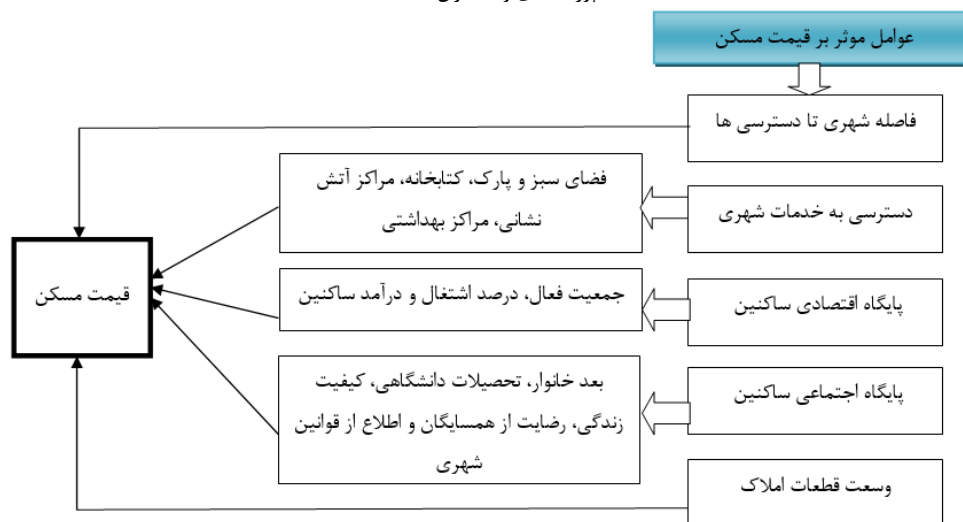 عوامل موثر بر قیمت مسکن
فاصله شهری تا دسترسی ها
فضای سبز و پارک، کتابخانه، مراکز آتش
نشانی، مراکز بهداشتی
دسترسی به خدمات شهری
قیمت مسکن
جمعیت فعال، درصد اشتغال و درآمد ساکنین
پایگاه اقتصادی ساکنین
بعد خانوار، تحصیلات دانشگاهی، کیفیت
زندگی، رضایت از همسایگان و اطلاع از قوانین
شهری
پایگاه اجتماعی ساکنین
وسعت قطعات املاک